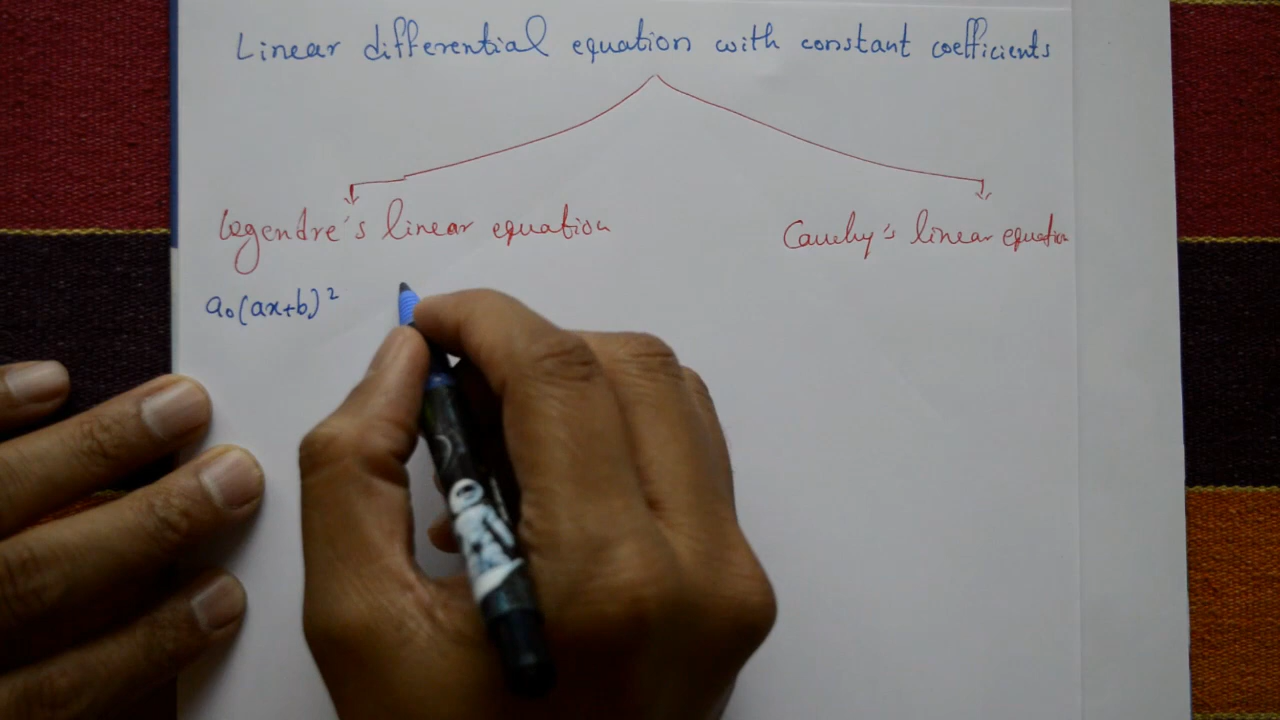 Linear differential equation with constant coefficients
Legendre's linear equation
Cauchy's linear equation
a₀(ax+b)²